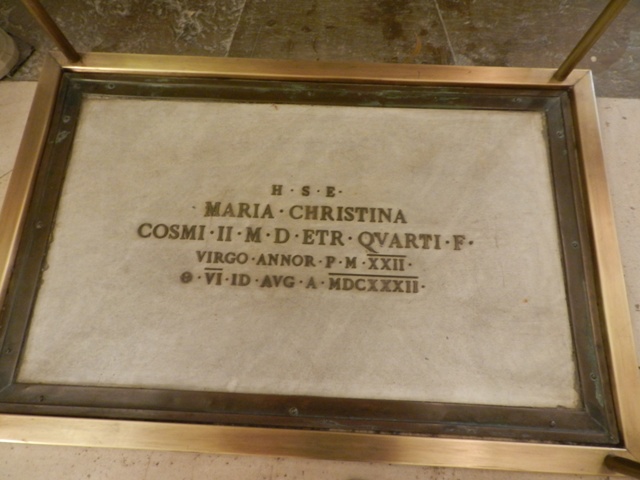 H·S·E·
MARIA·CHRISTINA
COSMI·II·M·D·ETR·QVARTI·F·
VIRGO·ANNOR·P·M·XXII·
Θ·VI·ID·AVG·A·MDCXXXII·